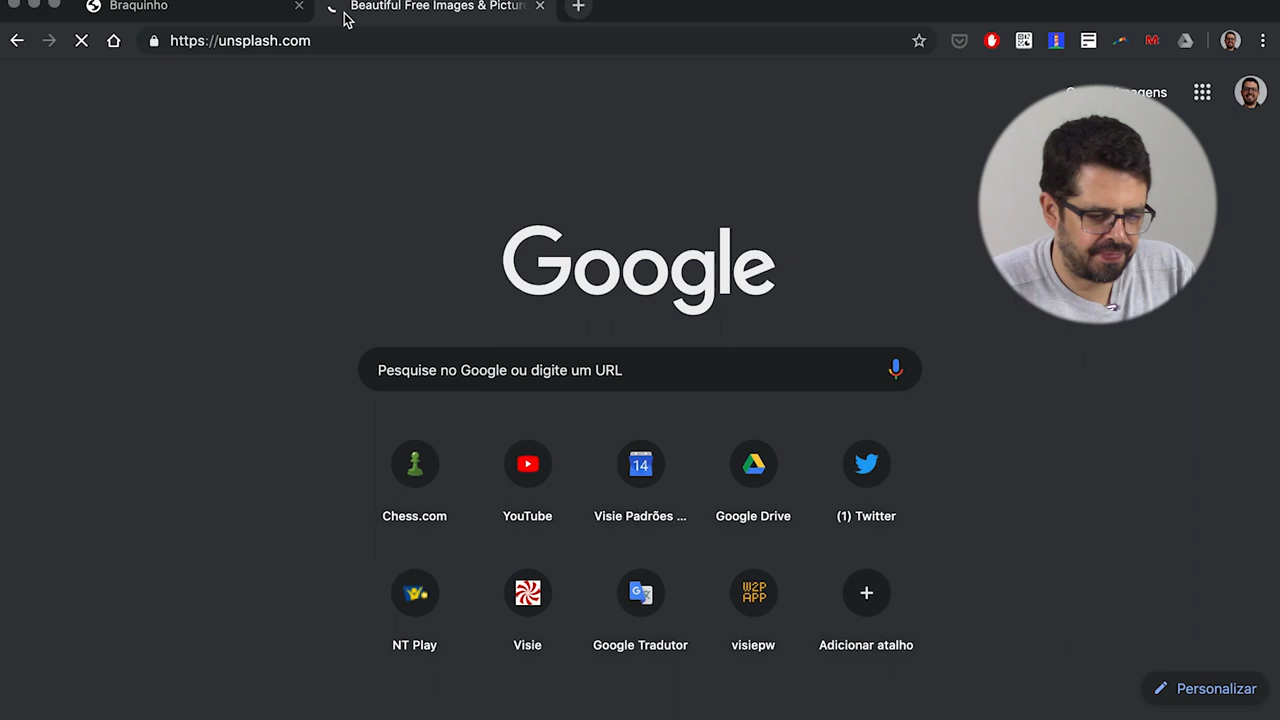 Braquinho
Beautiful Free Images & Pictur
https://unsplash.com
Google
Pesquise no Google ou digite um URL
14
Chess.com
YouTube
Visie Padrões ...
Google Drive
(1) Twitter
W2P
APP
NT Play
Visie
Google Tradutor
visiepw
Adicionar atalho
Personalizar